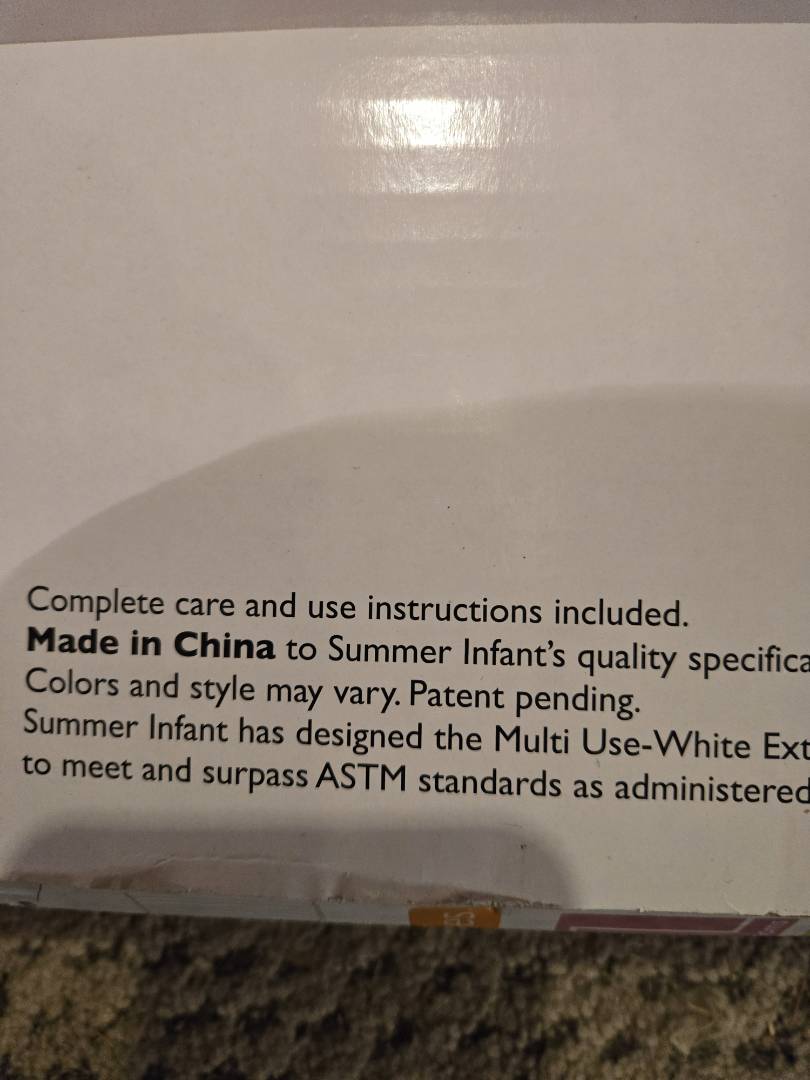 Complete care and use instructions included.
Made in China to Summer Infant's quality specifica
Colors and style may vary. Patent pending.
Summer Infant has designed the Multi Use-White Ext
to meet and surpass ASTM standards as administered